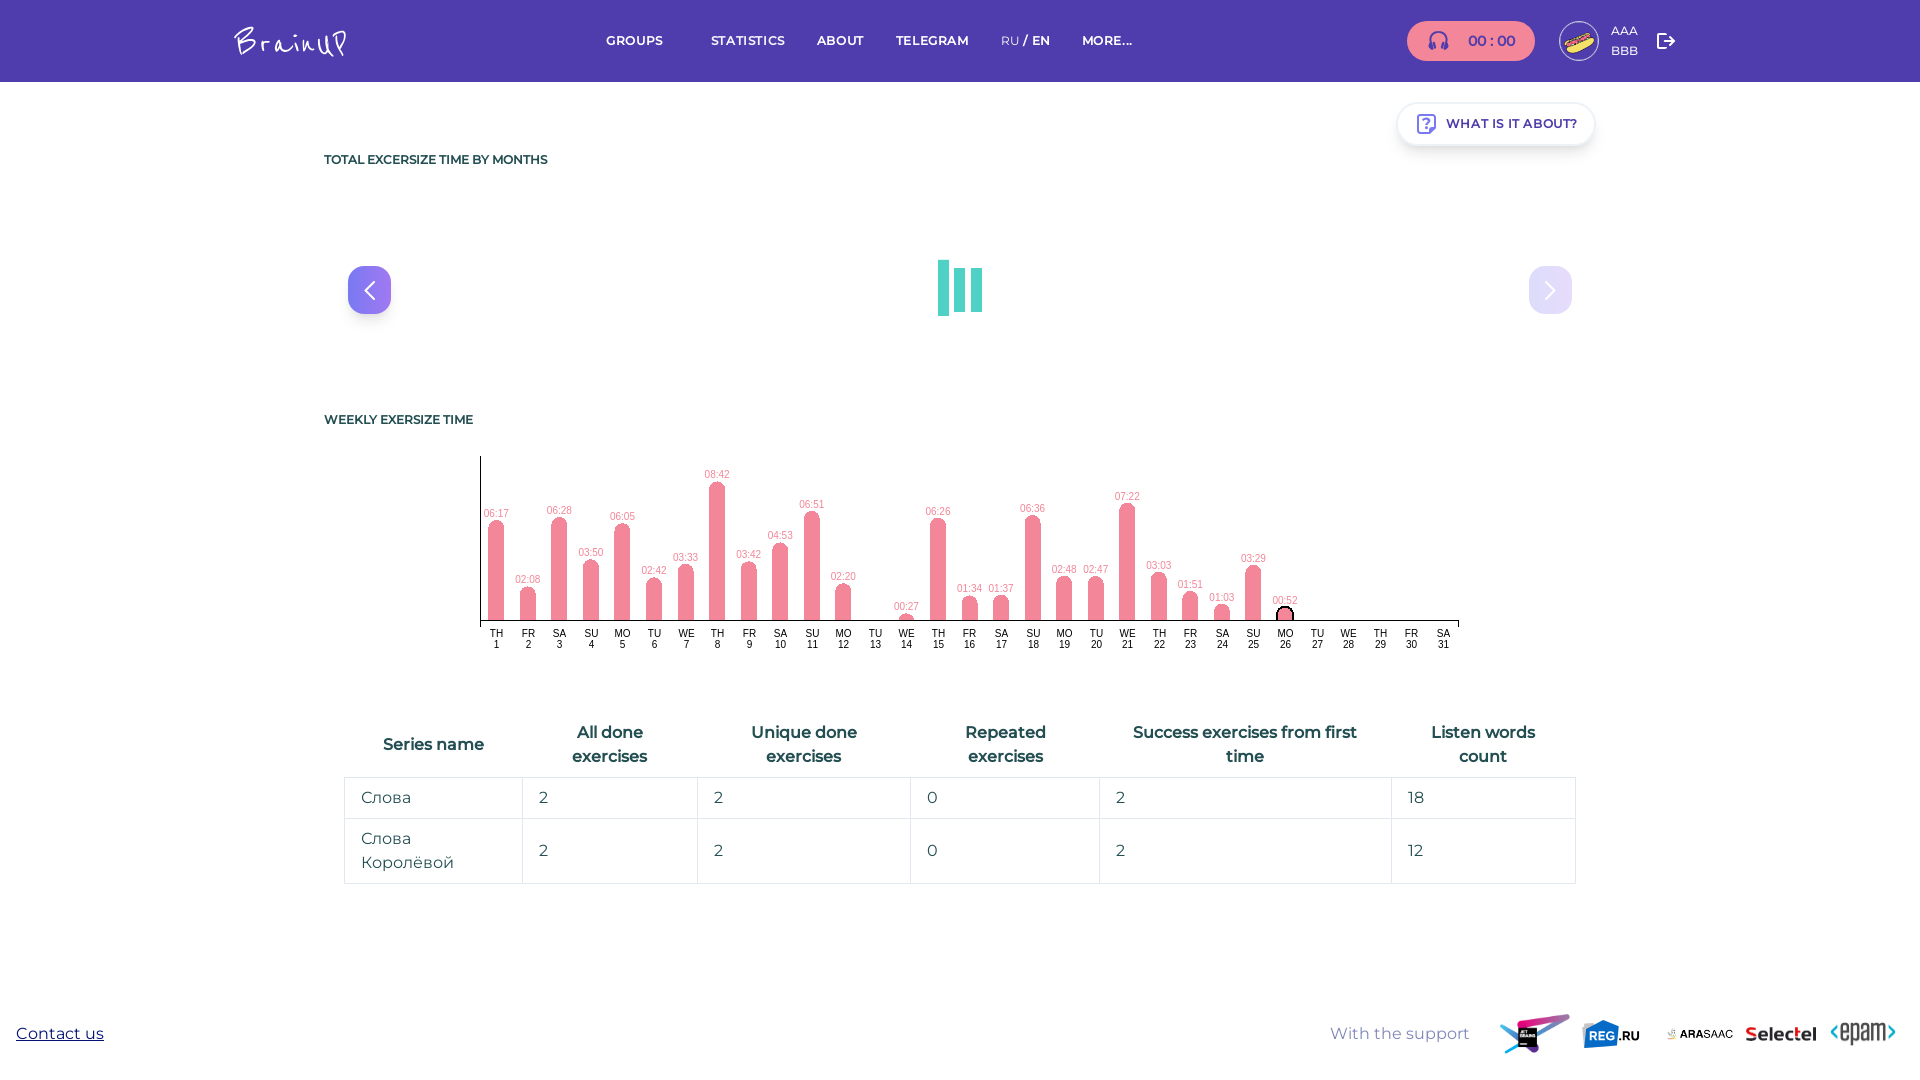 BrainUP
GROUPS STATISTICS ABOUT TELEGRAM RU / EN MORE...
00 : 00
AAA
BBB
WHAT IS IT ABOUT?
TOTAL EXCERSIZE TIME BY MONTHS
WEEKLY EXERSIZE TIME
06:17 02:08 06:28 03:50 06:05 02:42 03:33 08:42 03:42 04:53 06:51 02:20 00:27 06:26 01:34 01:37 06:36 02:48 02:47 07:22 03:03 01:51 01:03 03:29 00:52
TH FR SA SU MO TU WE TH FR SA SU MO TU WE TH FR SA SU MO TU WE TH FR SA SU MO TU WE TH FR SA
1 2 3 4 5 6 7 8 9 10 11 12 13 14 15 16 17 18 19 20 21 22 23 24 25 26 27 28 29 30 31
Series name All done exercises Unique done exercises Repeated exercises Success exercises from first time Listen words count
Слова 2 2 0 2 18
Слова Королёвой 2 2 0 2 12
Contact us
With the support
JET BRAINS
REG.RU
ARASAAC
Selectel
<epam>